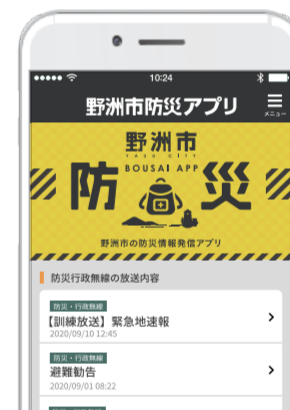 10:24
野洲市防災アプリ
メニュー
野洲市
YASU CITY
BOUSAI APP
防災
野洲市の防災情報発信アプリ
防災行政無線の放送内容
防災・行政無線
【訓練放送】緊急地速報
2020/09/10 12:45
防災・行政無線
避難勧告
2020/09/01 08:22